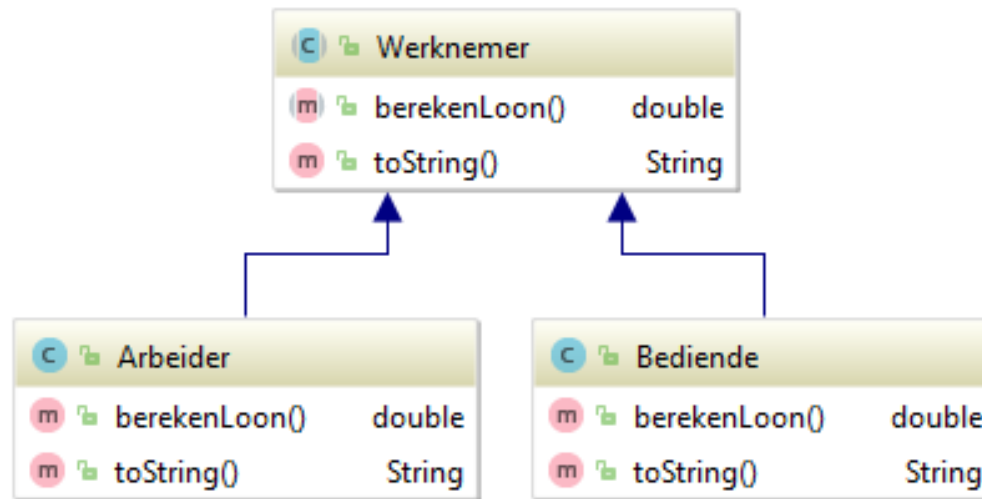 C Werknemer
m berekenLoon() double
m toString() String
C Arbeider
m berekenLoon() double
m toString() String
C Bediende
m berekenLoon() double
m toString() String